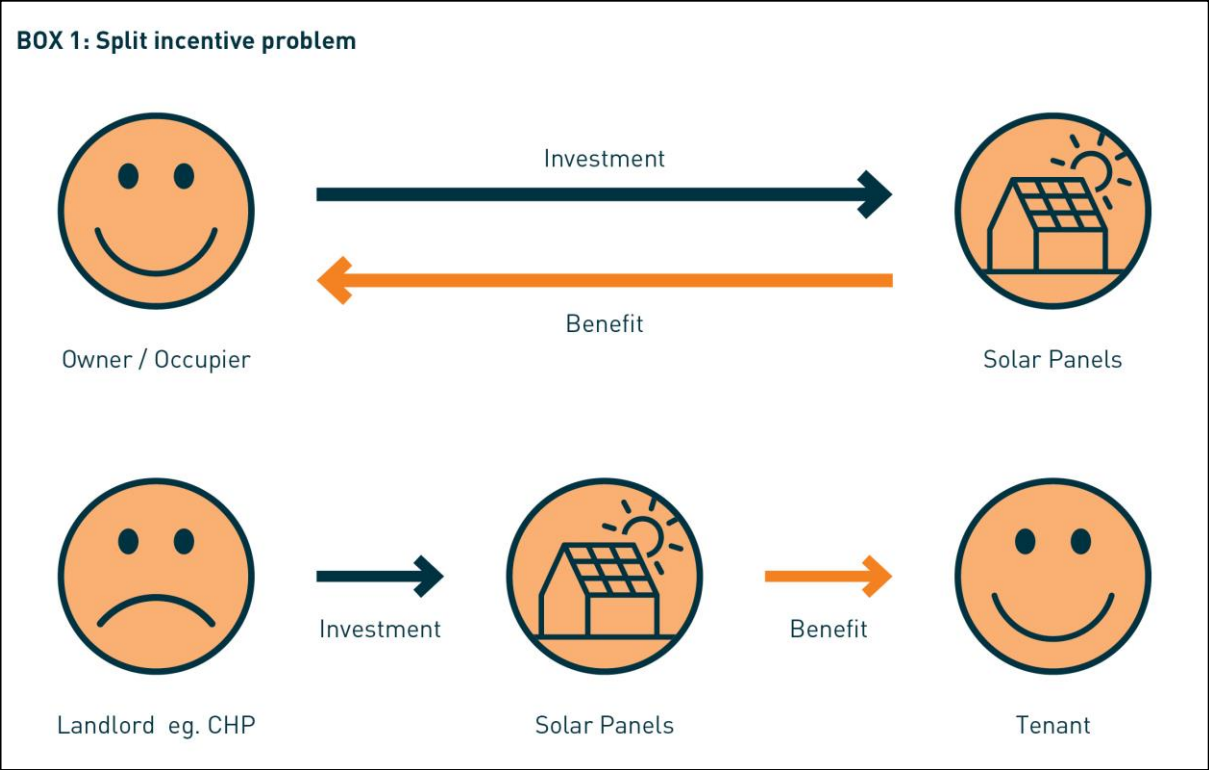 BOX 1: Split incentive problem
Investment
Benefit
Owner / Occupier
Solar Panels
Investment
Benefit
Landlord eg. CHP
Solar Panels
Tenant